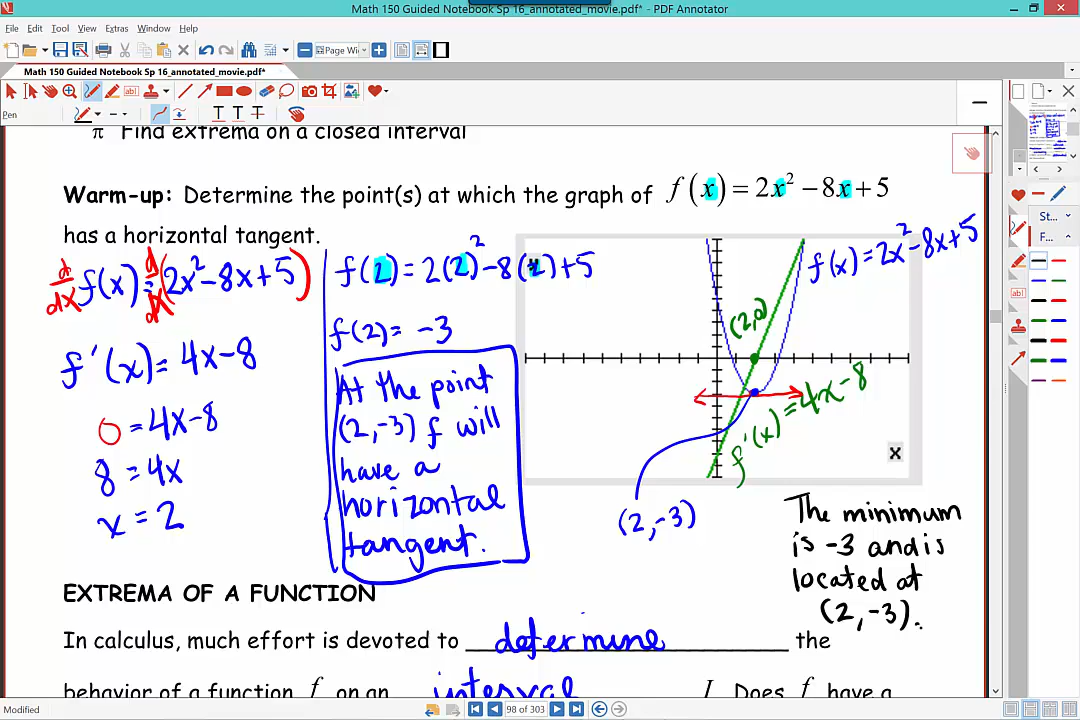 Math 150 Guided Notebook Sp 16_annotated_movie.pdf* - PDF Annotator
File Edit Tool View Extras Window Help
Page Wi
Math 150 Guided Notebook Sp 16_annotated_movie.pdf*
Pen
π Find extrema on a closed interval
Warm-up: Determine the point(s) at which the graph of f(x) = 2x² − 8x + 5
has a horizontal tangent.
d/dx f(x) = d/dx (2x² − 8x + 5)
f'(x) = 4x − 8
0 = 4x − 8
8 = 4x
x = 2
f(2) = 2(2)² − 8(2) + 5
f(2) = −3
At the point
(2, −3) f will
have a
horizontal
tangent.
f(x) = 2x² − 8x + 5
(2,0)
f'(x) = 4x − 8
(2, −3)
x
The minimum
is −3 and is
located at
(2, −3).
EXTREMA OF A FUNCTION
In calculus, much effort is devoted to determine the
behavior of a function f on an interval I. Does f have a
St...
F...
Modified
98 of 303